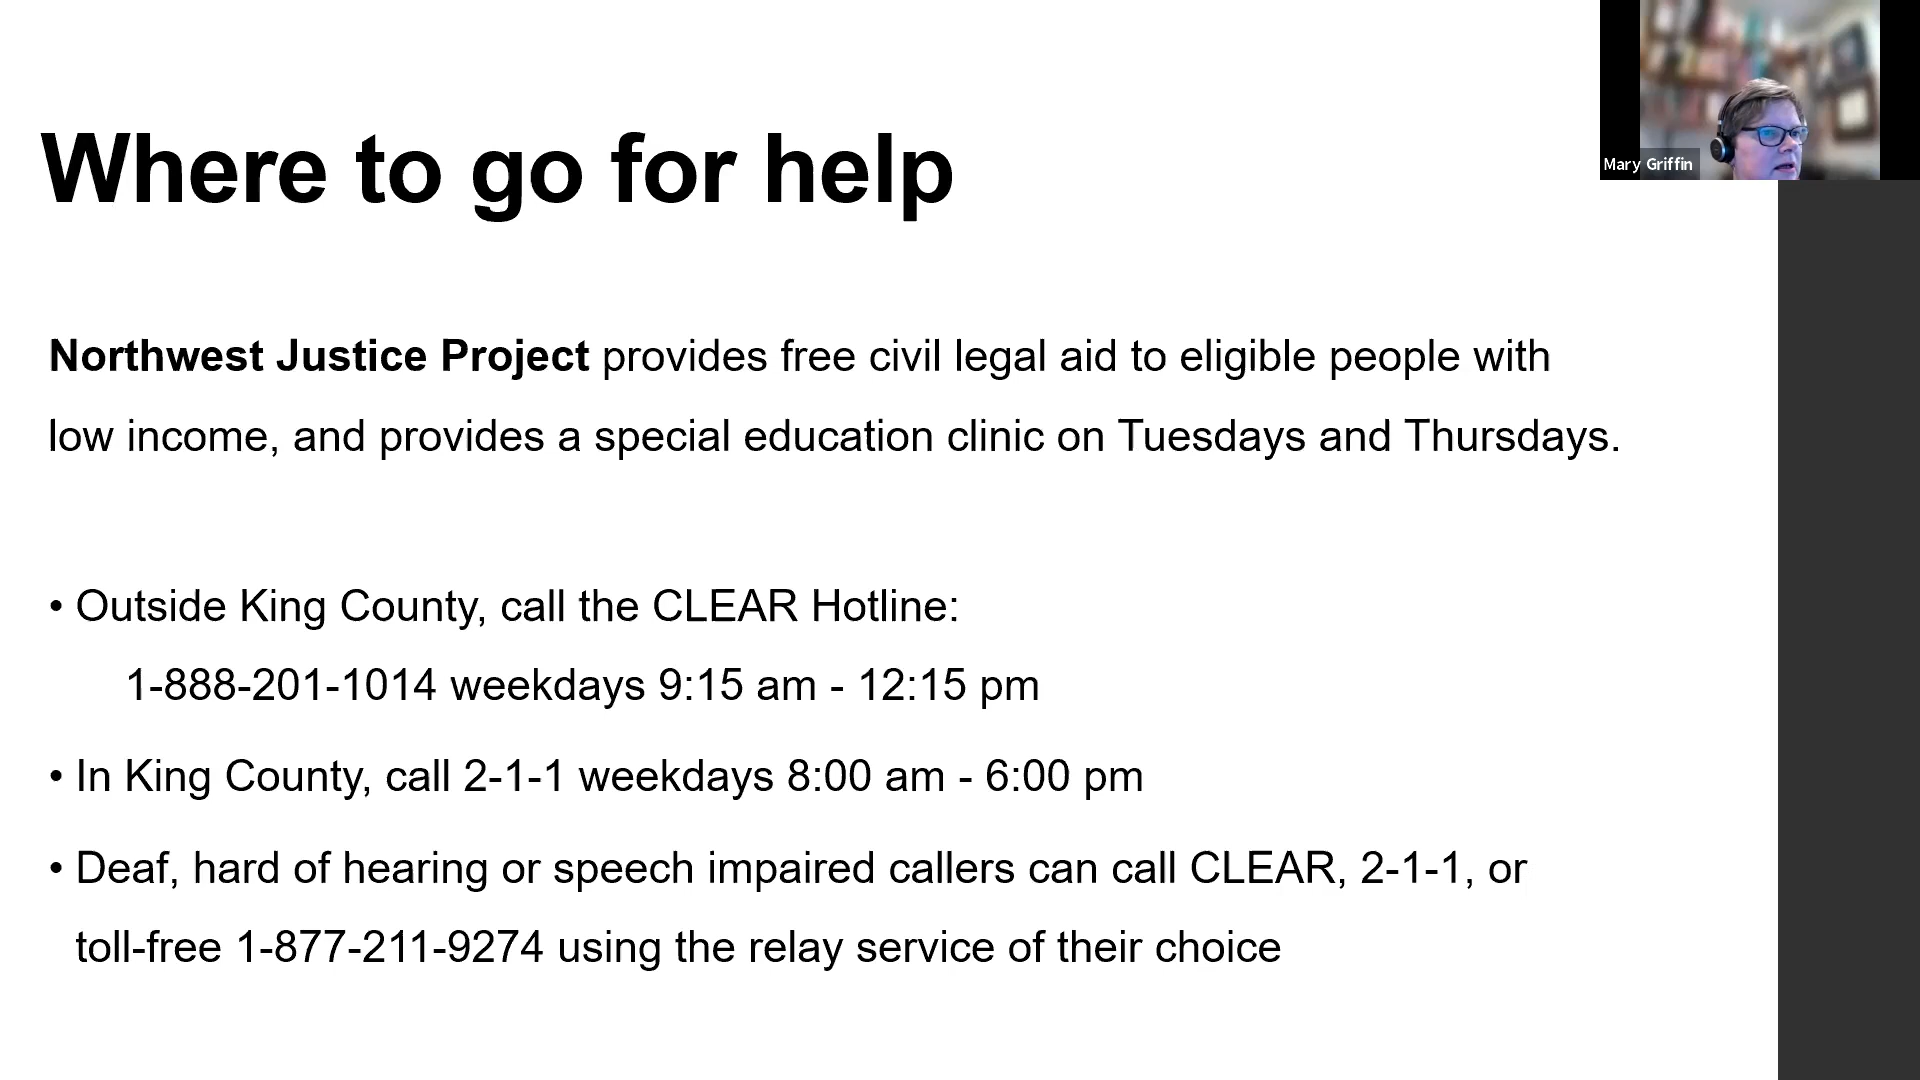 Mary Griffin
Where to go for help
Northwest Justice Project provides free civil legal aid to eligible people with
low income, and provides a special education clinic on Tuesdays and Thursdays.
• Outside King County, call the CLEAR Hotline:
1-888-201-1014 weekdays 9:15 am - 12:15 pm
• In King County, call 2-1-1 weekdays 8:00 am - 6:00 pm
• Deaf, hard of hearing or speech impaired callers can call CLEAR, 2-1-1, or
toll-free 1-877-211-9274 using the relay service of their choice